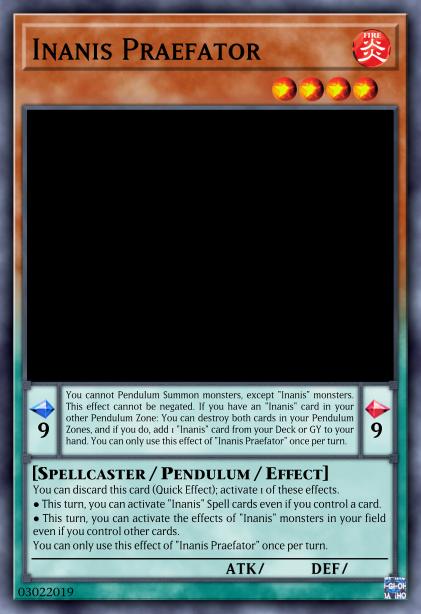 INANIS PRAEFATOR
FIRE
炎
You cannot Pendulum Summon monsters, except "Inanis" monsters.
This effect cannot be negated. If you have an "Inanis" card in your
other Pendulum Zone: You can destroy both cards in your Pendulum
Zones, and if you do, add 1 "Inanis" card from your Deck or GY to your
hand. You can only use this effect of "Inanis Praefator" once per turn.
9
9
[SPELLCASTER / PENDULUM / EFFECT]
You can discard this card (Quick Effect); activate 1 of these effects.
● This turn, you can activate "Inanis" Spell cards even if you control a card.
● This turn, you can activate the effects of "Inanis" monsters in your field
even if you control other cards.
You can only use this effect of "Inanis Praefator" once per turn.
ATK/ DEF/
03022019